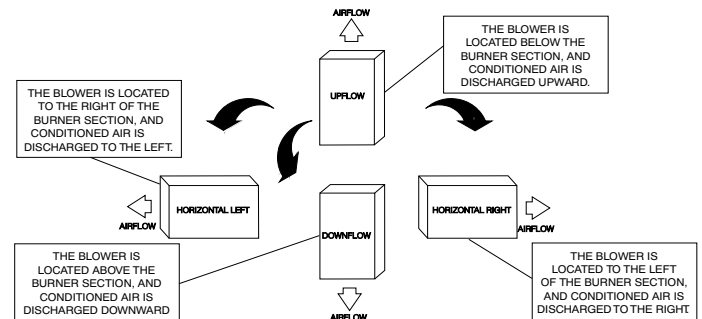 AIRFLOW
THE BLOWER IS
LOCATED BELOW THE
BURNER SECTION, AND
CONDITIONED AIR IS
DISCHARGED UPWARD.
UPFLOW
THE BLOWER IS LOCATED
TO THE RIGHT OF THE
BURNER SECTION, AND
CONDITIONED AIR IS
DISCHARGED TO THE LEFT.
HORIZONTAL LEFT
AIRFLOW
DOWNFLOW
HORIZONTAL RIGHT
AIRFLOW
THE BLOWER IS
LOCATED ABOVE THE
BURNER SECTION, AND
CONDITIONED AIR IS
DISCHARGED DOWNWARD
AIRFLOW
THE BLOWER IS
LOCATED TO THE LEFT
OF THE BURNER SECTION,
AND CONDITIONED AIR IS
DISCHARGED TO THE RIGHT.